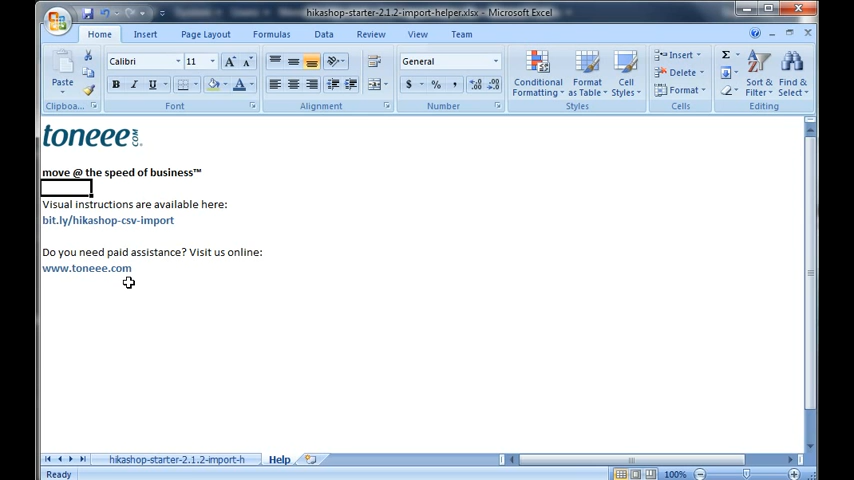 hikashop-starter-2.1.2-import-helper.xlsx - Microsoft Excel
Home Insert Page Layout Formulas Data Review View Team
Paste
Clipboa...
Calibri 11
B I U
Font
Alignment
General
$ % ,
Number
Conditional Formatting
Format as Table
Cell Styles
Styles
Insert
Delete
Format
Cells
Σ
Sort & Filter
Find & Select
Editing
toneee.COM
move @ the speed of business™
Visual instructions are available here:
bit.ly/hikashop-csv-import
Do you need paid assistance? Visit us online:
www.toneee.com
hikashop-starter-2.1.2-import-h Help
Ready 100%